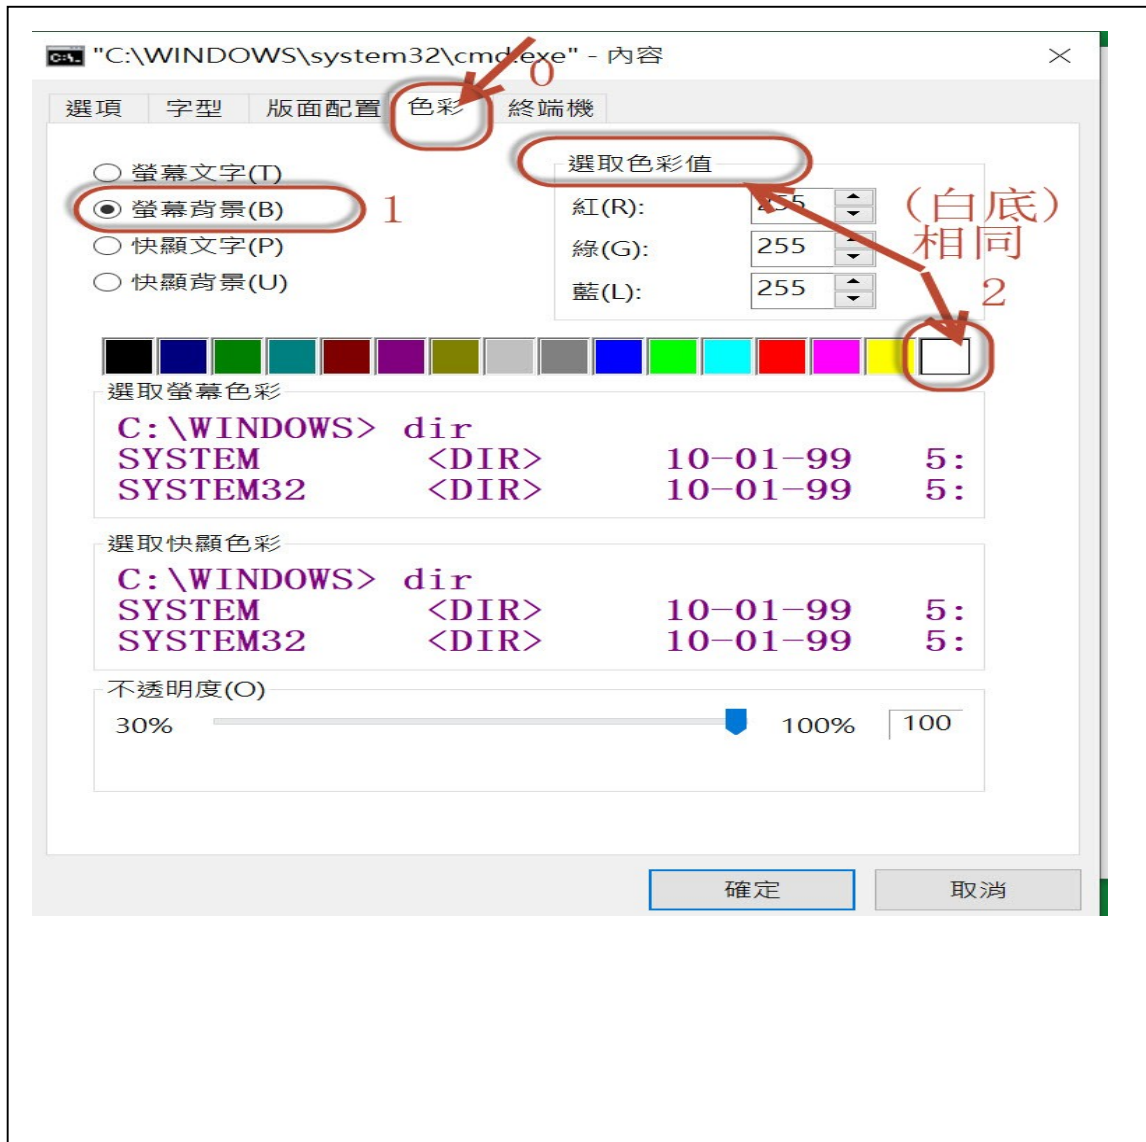 "C:\WINDOWS\system32\cmd.exe" - 內容
0
選項 字型 版面配置 色彩 終端機
螢幕文字(T)
螢幕背景(B) 1
快顯文字(P)
快顯背景(U)
選取色彩值
紅(R): 255
綠(G): 255
藍(L): 255
(白底)
相同
2
選取螢幕色彩
C:\WINDOWS> dir
SYSTEM <DIR> 10-01-99 5:
SYSTEM32 <DIR> 10-01-99 5:
選取快顯色彩
C:\WINDOWS> dir
SYSTEM <DIR> 10-01-99 5:
SYSTEM32 <DIR> 10-01-99 5:
不透明度(O)
30% 100% 100
確定 取消